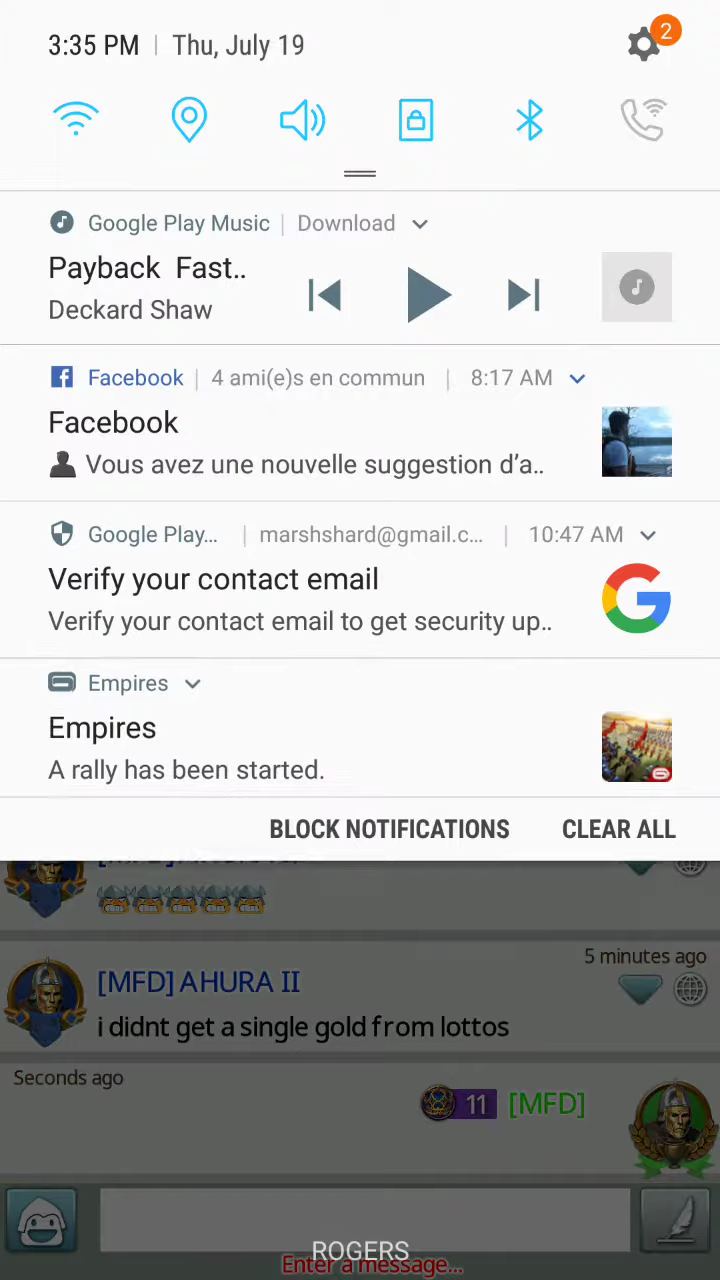 3:35 PM | Thu, July 19
2
Google Play Music | Download
Payback Fast..
Deckard Shaw
Facebook | 4 ami(e)s en commun | 8:17 AM
Facebook
Vous avez une nouvelle suggestion d'a..
Google Play... | marshshard@gmail.c... | 10:47 AM
Verify your contact email
Verify your contact email to get security up..
Empires
Empires
A rally has been started.
BLOCK NOTIFICATIONS CLEAR ALL
5 minutes ago
[MFD] AHURA II
i didnt get a single gold from lottos
Seconds ago
11 [MFD]
ROGERS
Enter a message...